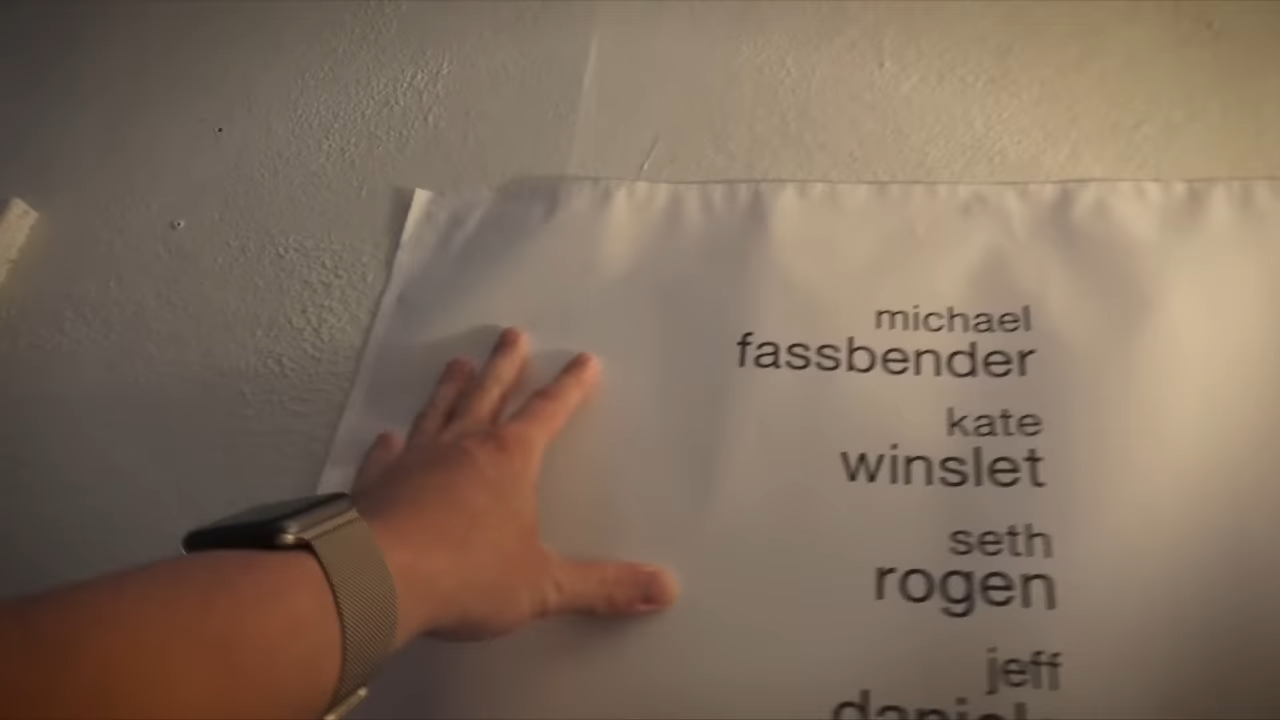 michael
fassbender
kate
winslet
seth
rogen
jeff